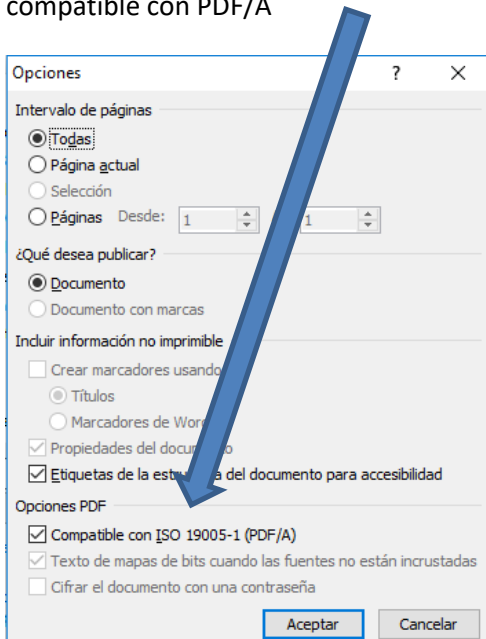 compatible con PDF/A
Opciones ? ×
Intervalo de páginas
Todas
Página actual
Selección
Páginas Desde: 1 1
¿Qué desea publicar?
Documento
Documento con marcas
Incluir información no imprimible
Crear marcadores usando
Títulos
Marcadores de Word
Propiedades del documento
Etiquetas de la estructura del documento para accesibilidad
Opciones PDF
Compatible con ISO 19005-1 (PDF/A)
Texto de mapas de bits cuando las fuentes no están incrustadas
Cifrar el documento con una contraseña
Aceptar Cancelar